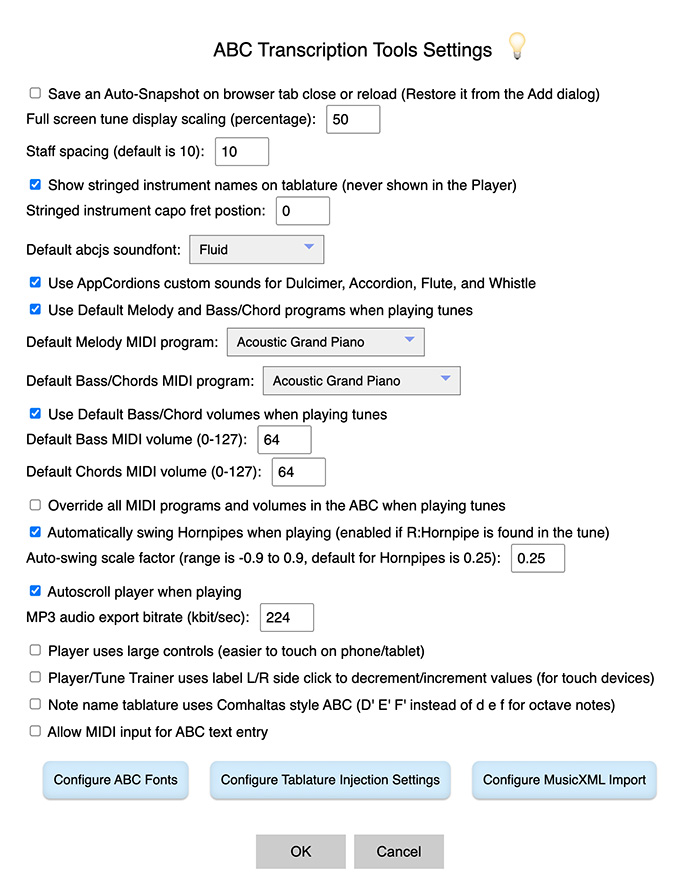 ABC Transcription Tools Settings
Save an Auto-Snapshot on browser tab close or reload (Restore it from the Add dialog)
Full screen tune display scaling (percentage): 50
Staff spacing (default is 10): 10
Show stringed instrument names on tablature (never shown in the Player)
Stringed instrument capo fret postion: 0
Default abcjs soundfont: Fluid
Use AppCordions custom sounds for Dulcimer, Accordion, Flute, and Whistle
Use Default Melody and Bass/Chord programs when playing tunes
Default Melody MIDI program: Acoustic Grand Piano
Default Bass/Chords MIDI program: Acoustic Grand Piano
Use Default Bass/Chord volumes when playing tunes
Default Bass MIDI volume (0-127): 64
Default Chords MIDI volume (0-127): 64
Override all MIDI programs and volumes in the ABC when playing tunes
Automatically swing Hornpipes when playing (enabled if R:Hornpipe is found in the tune)
Auto-swing scale factor (range is -0.9 to 0.9, default for Hornpipes is 0.25): 0.25
Autoscroll player when playing
MP3 audio export bitrate (kbit/sec): 224
Player uses large controls (easier to touch on phone/tablet)
Player/Tune Trainer uses label L/R side click to decrement/increment values (for touch devices)
Note name tablature uses Comhaltas style ABC (D' E' F' instead of d e f for octave notes)
Allow MIDI input for ABC text entry
Configure ABC Fonts Configure Tablature Injection Settings Configure MusicXML Import
OK Cancel